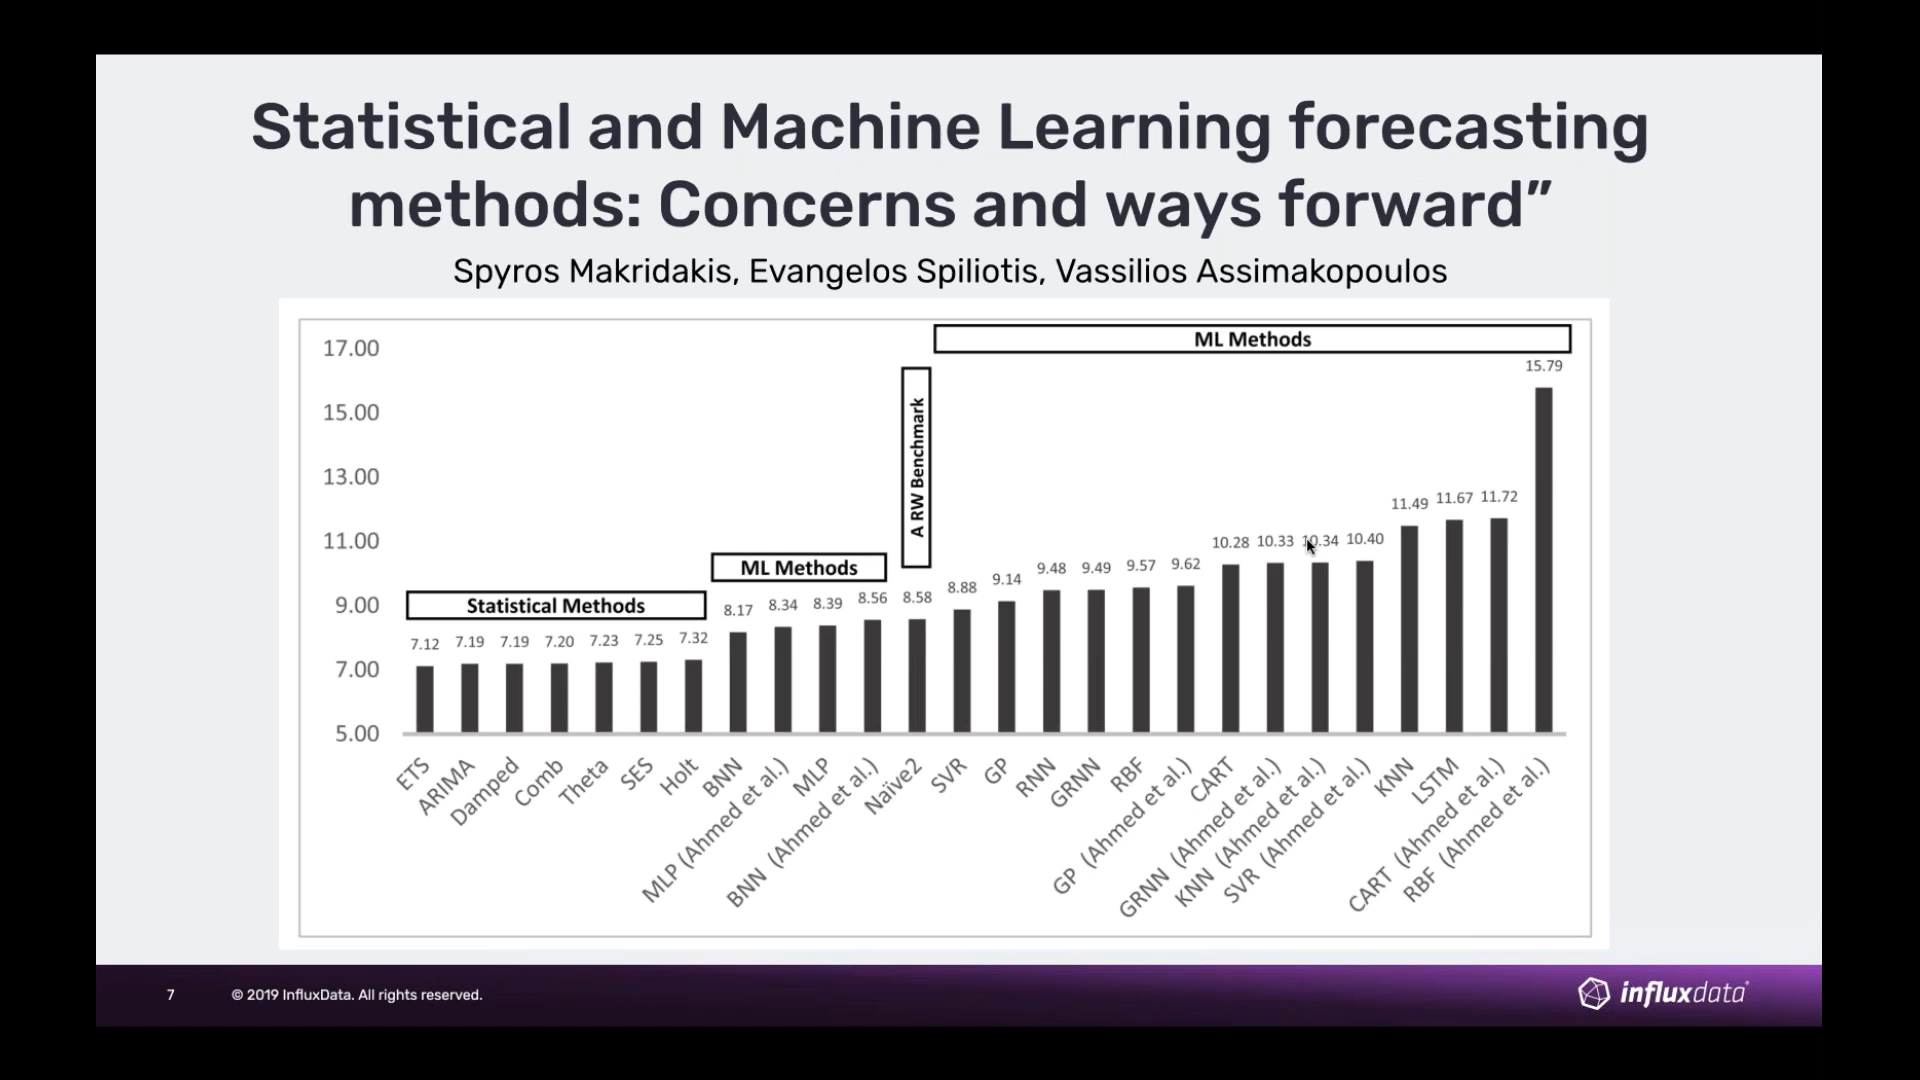 Statistical and Machine Learning forecasting
methods: Concerns and ways forward”
Spyros Makridakis, Evangelos Spiliotis, Vassilios Assimakopoulos
17.00
15.00
13.00
11.00
9.00
7.00
5.00
Statistical Methods
ML Methods
A RW Benchmark
ML Methods
7.12
7.19
7.19
7.20
7.23
7.25
7.32
8.17
8.34
8.39
8.56
8.58
8.88
9.14
9.48
9.49
9.57
9.62
10.28
10.33
10.34
10.40
11.49
11.67
11.72
15.79
ETS
ARIMA
Damped
Comb
Theta
SES
Holt
BNN
MLP (Ahmed et al.)
MLP
BNN (Ahmed et al.)
Naïve2
SVR
GP
RNN
GRNN
RBF
GP (Ahmed et al.)
CART
GRNN (Ahmed et al.)
KNN (Ahmed et al.)
SVR (Ahmed et al.)
KNN
LSTM
CART (Ahmed et al.)
RBF (Ahmed et al.)
7
© 2019 InfluxData. All rights reserved.
influxdata